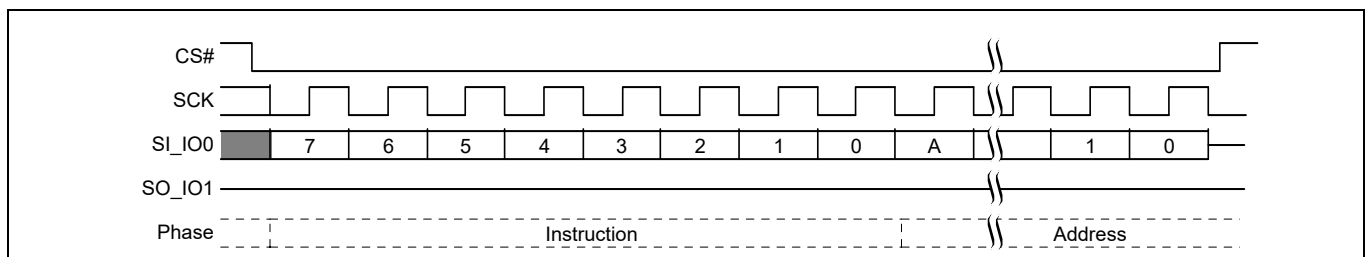 CS#
SCK
SI_IO0 7 6 5 4 3 2 1 0 A 1 0
SO_IO1
Phase Instruction Address